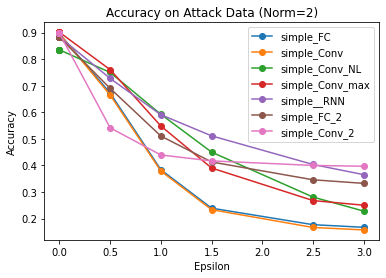 Accuracy on Attack Data (Norm=2)
0.9
0.8
0.7
0.6
0.5
0.4
0.3
0.2
Accuracy
simple_FC
simple_Conv
simple_Conv_NL
simple_Conv_max
simple__RNN
simple_FC_2
simple_Conv_2
0.0 0.5 1.0 1.5 2.0 2.5 3.0
Epsilon